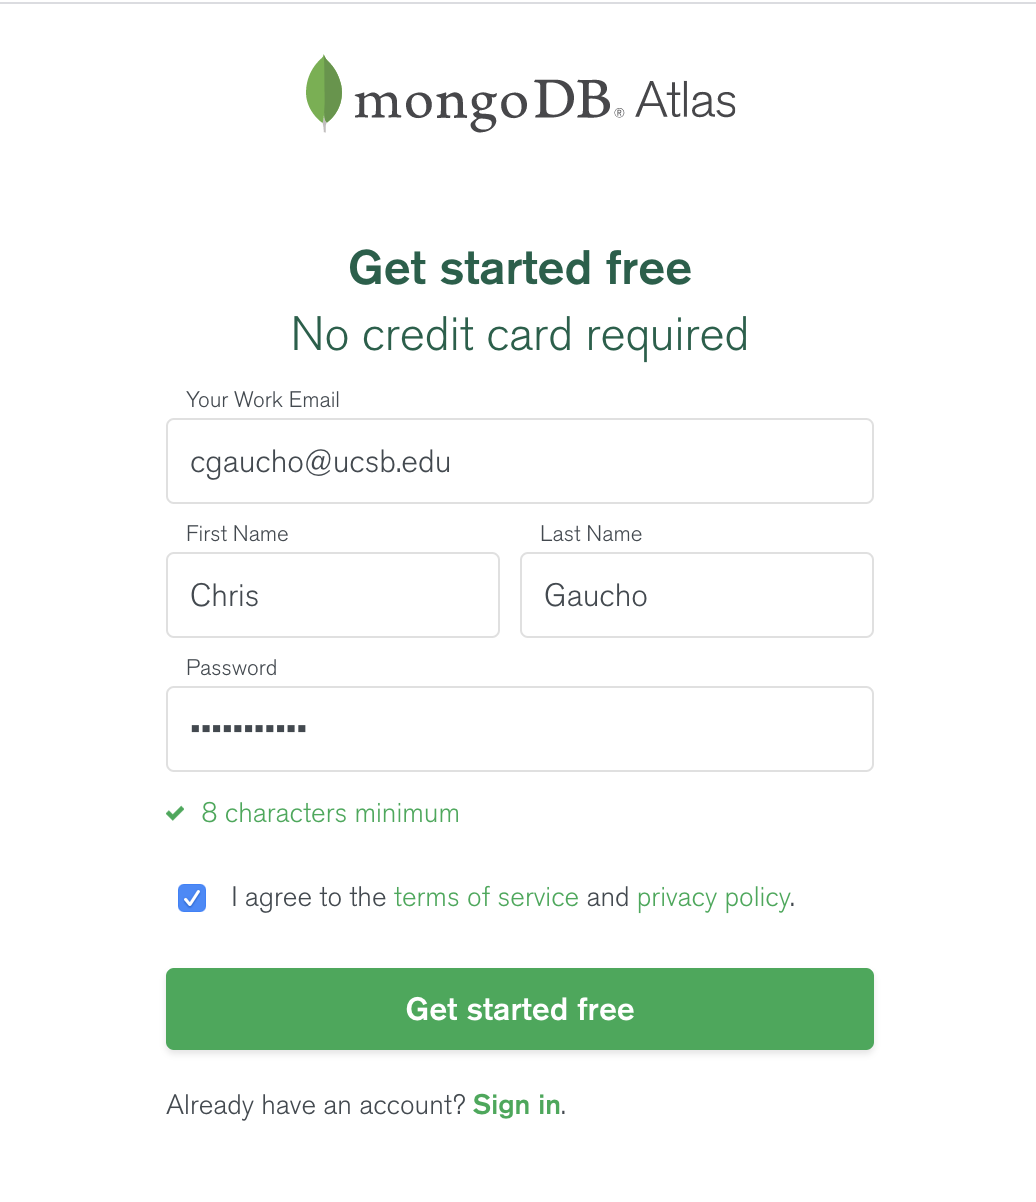 mongoDB® Atlas
Get started free
No credit card required
Your Work Email
cgaucho@ucsb.edu
First Name Last Name
Chris Gaucho
Password
•••••••••••
8 characters minimum
I agree to the terms of service and privacy policy.
Get started free
Already have an account? Sign in.